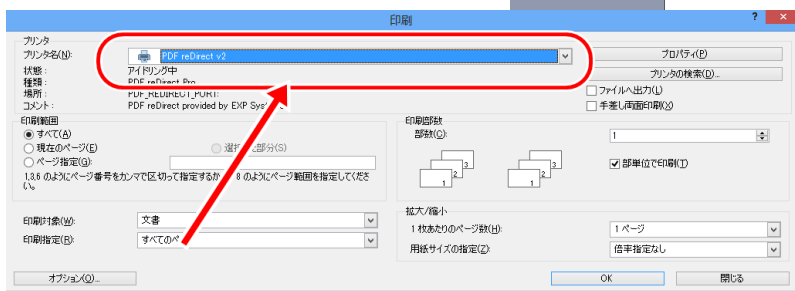 印刷
? ×
プリンタ
プリンタ名(N): PDF reDirect v2 プロパティ(P)
状態: アイドリング中 プリンタの検索(D)...
種類: PDF reDirect Pro
場所: PDF_REDIRECT_PORT: ファイルへ出力(L)
コメント: PDF reDirect provided by EXP Sys 手差し両面印刷(X)
印刷範囲 印刷部数
すべて(A) 部数(C): 1
現在のページ(E) 選択 た部分(S)
ページ指定(G): 部単位で印刷(T)
1,3,6 のようにページ番号をカンマで区切って指定するか 8 のようにページ範囲を指定してくださ
い。
3 2 1 3 2 1
拡大/縮小
印刷対象(W): 文書 1 枚あたりのページ数(H): 1 ページ
印刷指定(R): すべてのペ 用紙サイズの指定(Z): 倍率指定なし
オプション(O)... OK 閉じる